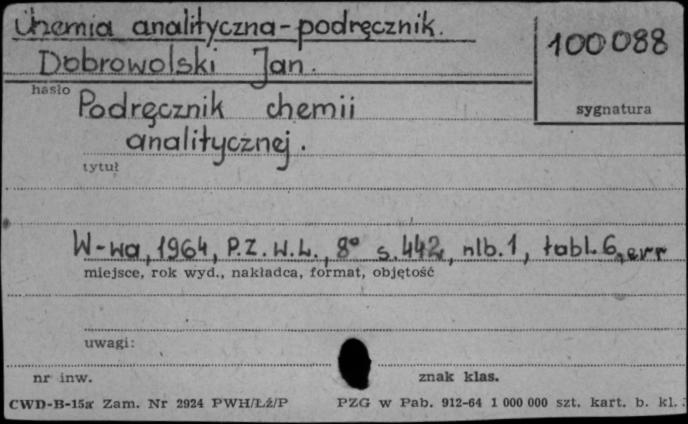 Chemia analityczna-podręcznik.
100088
Dobrowolski Jan.
hasło
sygnatura
Podręcznik chemii
analitycznej.
tytuł
W-wa, 1964, P.Z.W.L., 8° s.442, nlb.1, tabl.6, err
miejsce, rok wyd., nakładca, format, objętość
uwagi:
nr inw.
znak klas.
CWD-B-15a Zam. Nr 2924 PWH/Łź/P
PZG w Pab. 912-64 1 000 000 szt. kart. b. kl.